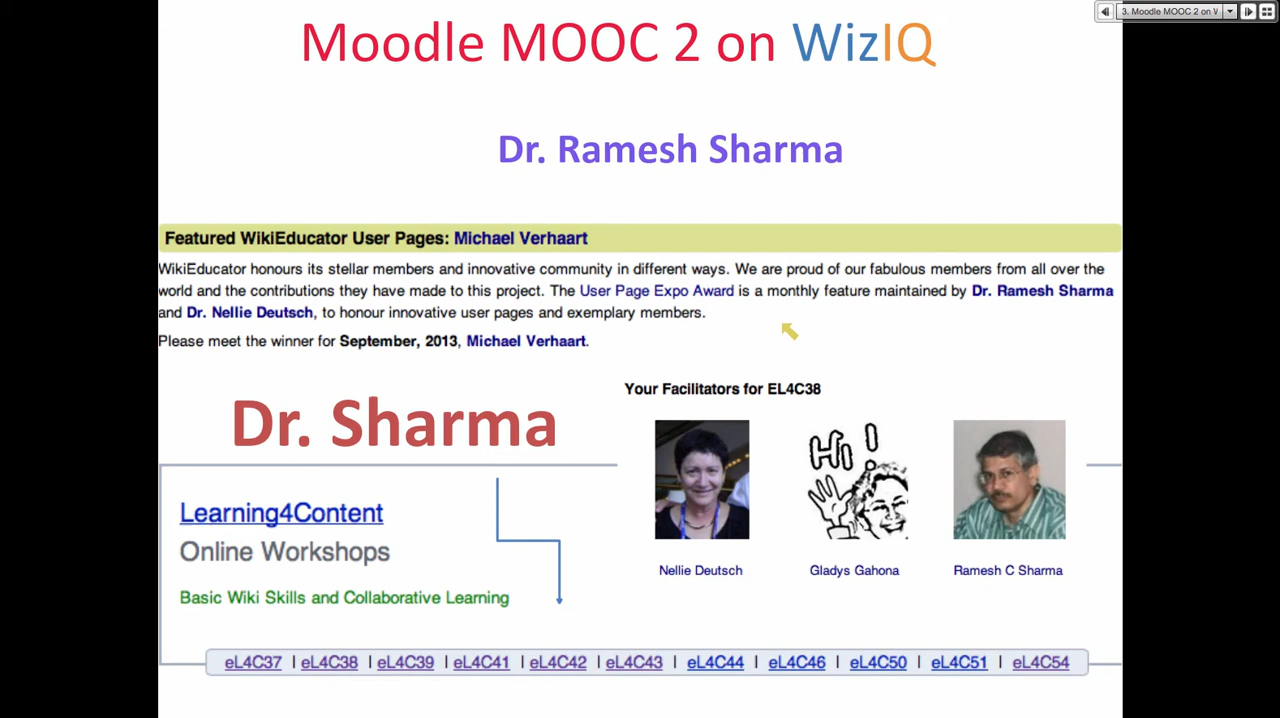 3. Moodle MOOC 2 on W
Moodle MOOC 2 on WizIQ
Dr. Ramesh Sharma
Featured WikiEducator User Pages: Michael Verhaart
WikiEducator honours its stellar members and innovative community in different ways. We are proud of our fabulous members from all over the
world and the contributions they have made to this project. The User Page Expo Award is a monthly feature maintained by Dr. Ramesh Sharma
and Dr. Nellie Deutsch, to honour innovative user pages and exemplary members.
Please meet the winner for September, 2013, Michael Verhaart.
Your Facilitators for EL4C38
Dr. Sharma
Hi !
Learning4Content
Online Workshops
Basic Wiki Skills and Collaborative Learning
Nellie Deutsch Gladys Gahona Ramesh C Sharma
eL4C37 | eL4C38 | eL4C39 | eL4C41 | eL4C42 | eL4C43 | eL4C44 | eL4C46 | eL4C50 | eL4C51 | eL4C54